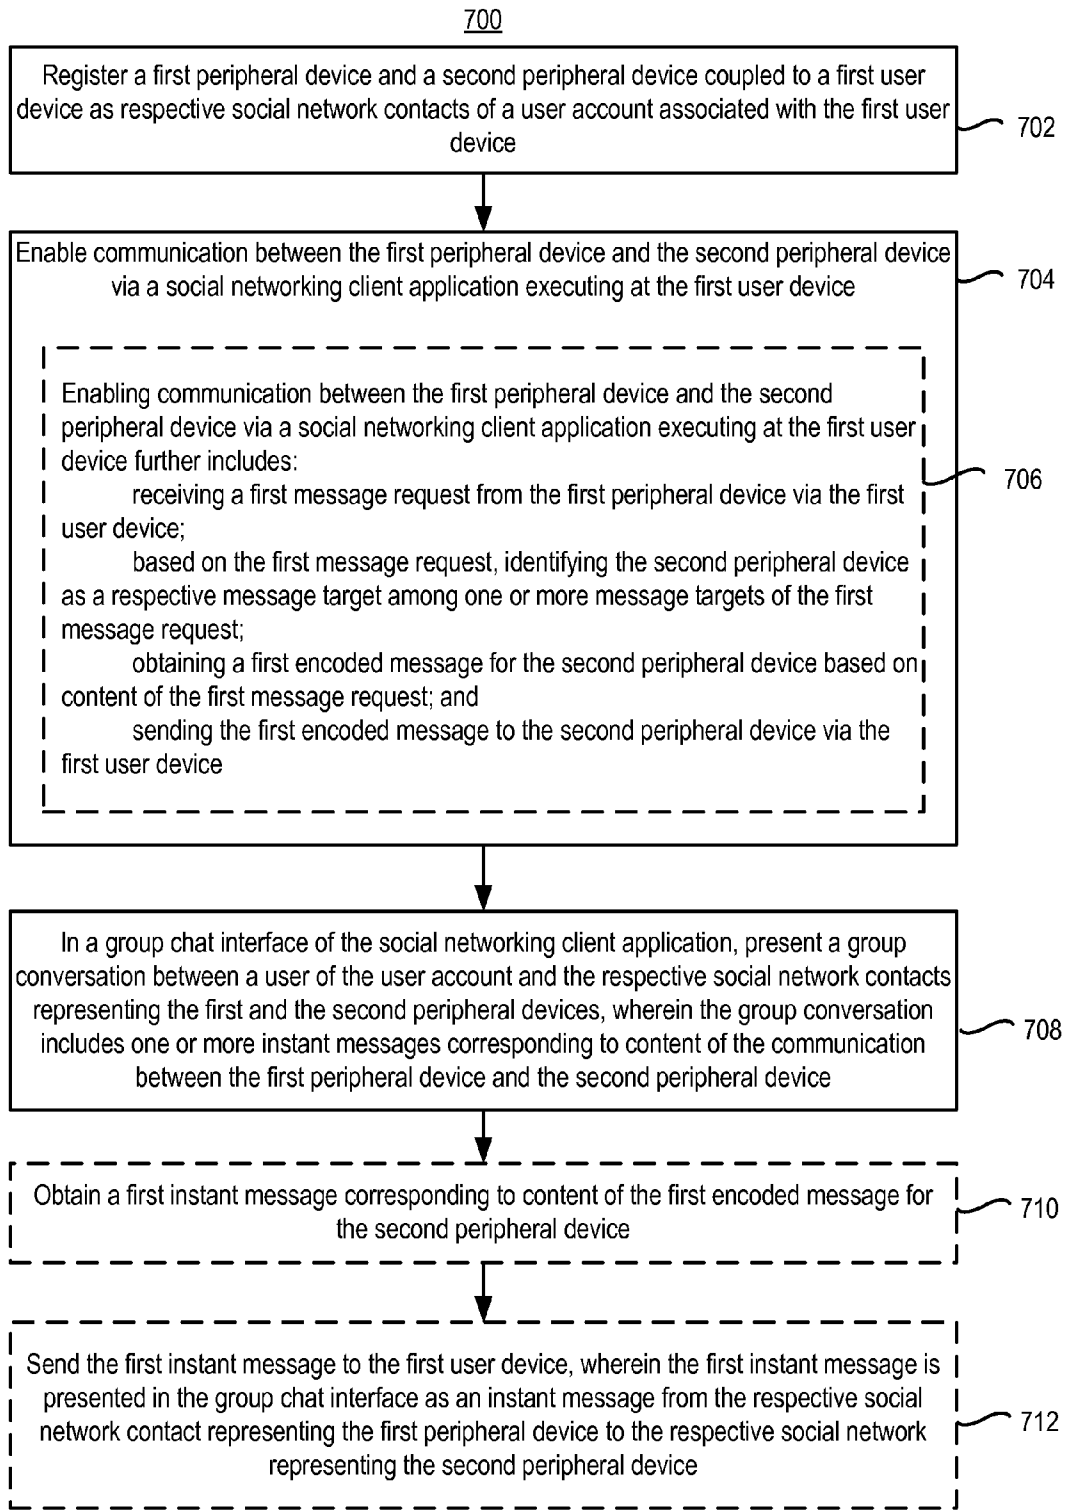 700
Register a first peripheral device and a second peripheral device coupled to a first user
device as respective social network contacts of a user account associated with the first user
device
702
Enable communication between the first peripheral device and the second peripheral device
via a social networking client application executing at the first user device
704
Enabling communication between the first peripheral device and the second
peripheral device via a social networking client application executing at the first user
device further includes:
receiving a first message request from the first peripheral device via the first
user device;
based on the first message request, identifying the second peripheral device
as a respective message target among one or more message targets of the first
message request;
obtaining a first encoded message for the second peripheral device based on
content of the first message request; and
sending the first encoded message to the second peripheral device via the
first user device
706
In a group chat interface of the social networking client application, present a group
conversation between a user of the user account and the respective social network contacts
representing the first and the second peripheral devices, wherein the group conversation
includes one or more instant messages corresponding to content of the communication
between the first peripheral device and the second peripheral device
708
Obtain a first instant message corresponding to content of the first encoded message for
the second peripheral device
710
Send the first instant message to the first user device, wherein the first instant message is
presented in the group chat interface as an instant message from the respective social
network contact representing the first peripheral device to the respective social network
representing the second peripheral device
712